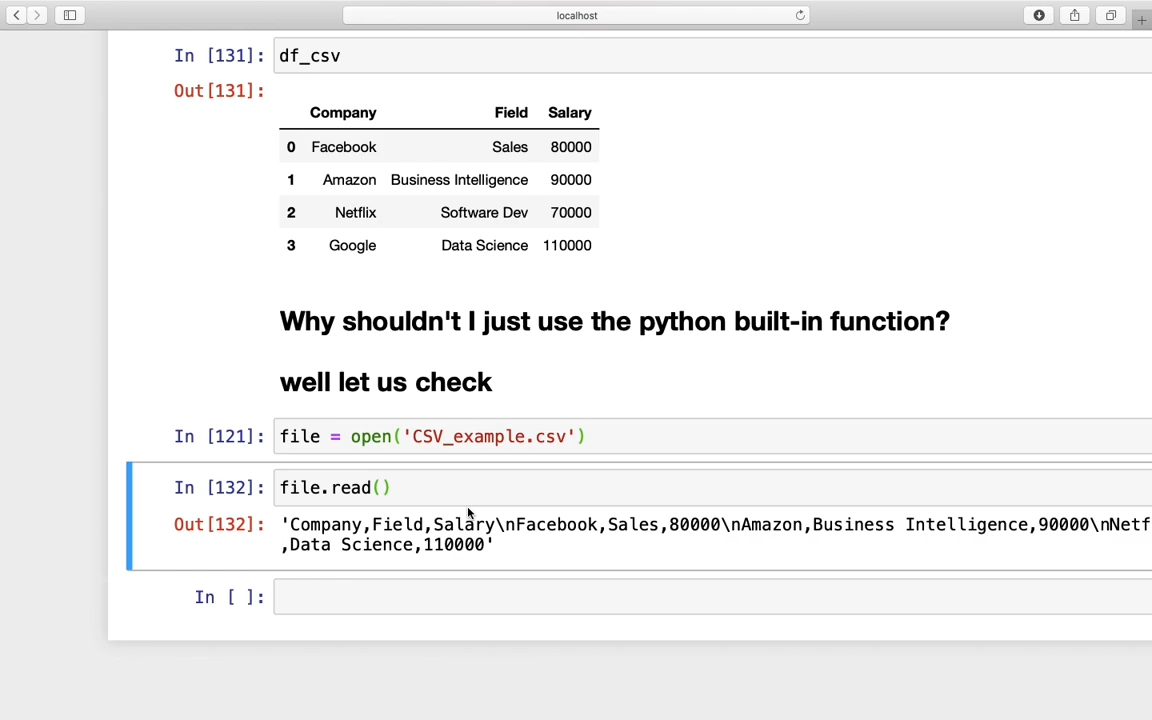 localhost
In [131]: df_csv
Out[131]:
Company Field Salary
0 Facebook Sales 80000
1 Amazon Business Intelligence 90000
2 Netflix Software Dev 70000
3 Google Data Science 110000
Why shouldn't I just use the python built-in function?
well let us check
In [121]: file = open('CSV_example.csv')
In [132]: file.read()
Out[132]: 'Company,Field,Salary\nFacebook,Sales,80000\nAmazon,Business Intelligence,90000\nNetf
,Data Science,110000'
In [ ]: